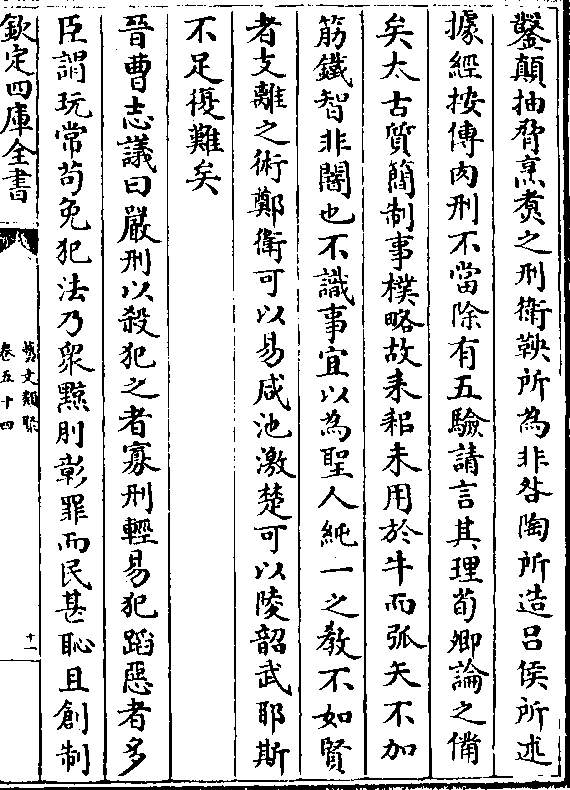 鑿顛抽脅烹煑之刑衛鞅所為非咎陶所造吕侯所述
據經按傳肉刑不當除有五驗請言其理荀卿論之備
矣太古質簡制事樸略故耒耜未用於牛而弧矢不加
筋鐵智非闇也不識事宜以為聖人純一之教不如賢
者支離之術鄭衛可以易咸池激楚可以陵韶武耶斯
不足復難矣
晉曹志議曰嚴刑以殺犯之者寡刑輕易犯蹈惡者多
臣謂玩常苟免犯法乃衆黥刖彰罪而民甚恥且創制
欽定四庫全書
藝文類聚
卷五十四
十一